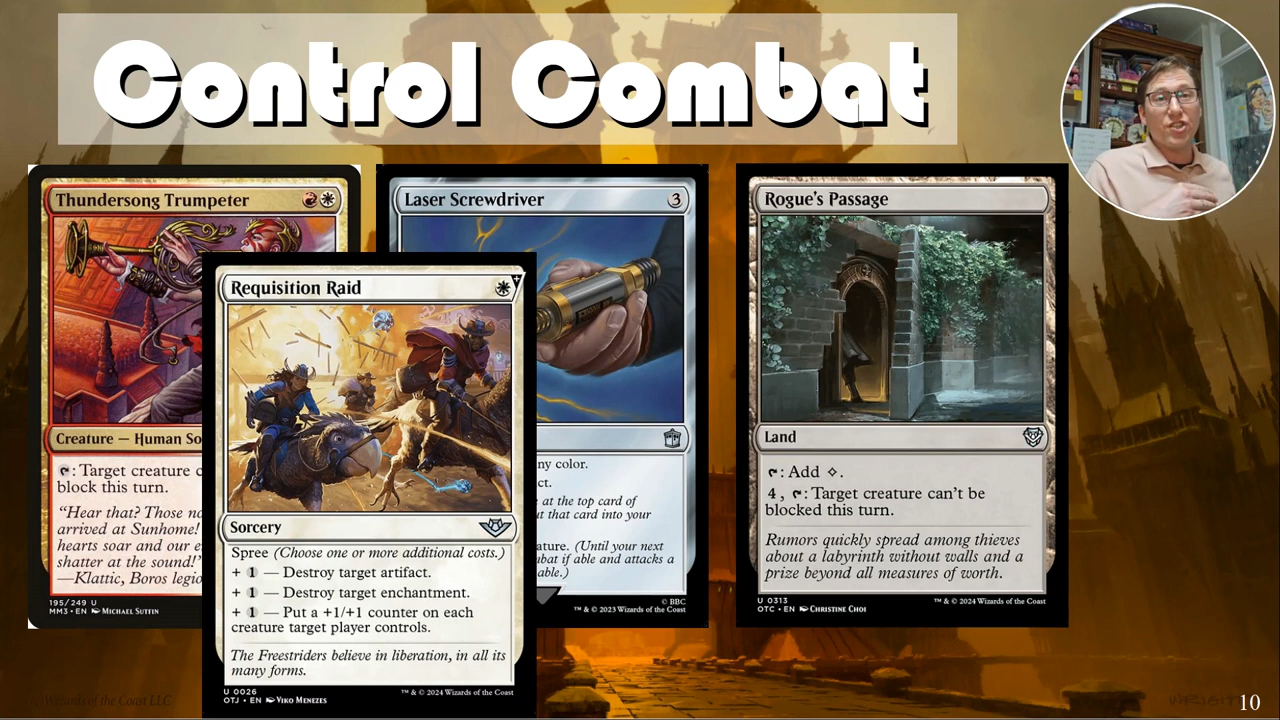 Control Combat
Thundersong Trumpeter
Creature — Human So
: Target creature c
block this turn.
“Hear that? Those no
arrived at Sunhome!
hearts soar and our e
shatter at the sound!
—Klattic, Boros legio
195/249 U
MM3 • EN Michael Sutfin
Requisition Raid
Sorcery
Spree (Choose one or more additional costs.)
+ 1 — Destroy target artifact.
+ 1 — Destroy target enchantment.
+ 1 — Put a +1/+1 counter on each
creature target player controls.
The Freestriders believe in liberation, in all its
many forms.
U 0026
OTJ • EN Viko Menezes
™ & © 2024 Wizards of the Coast
Laser Screwdriver 3
ny color.
ct.
at the top card of
ut that card into your
ature. (Until your next
bat if able and attacks a
able.)
© BBC
™ & © 2023 Wizards of the Coast
Rogue's Passage
Land
: Add .
4, : Target creature can't be
blocked this turn.
Rumors quickly spread among thieves
about a labyrinth without walls and a
prize beyond all measures of worth.
U 0313
OTC • EN Christine Choi
™ & © 2024 Wizards of the Coast
Wizards of the Coast LLC
10